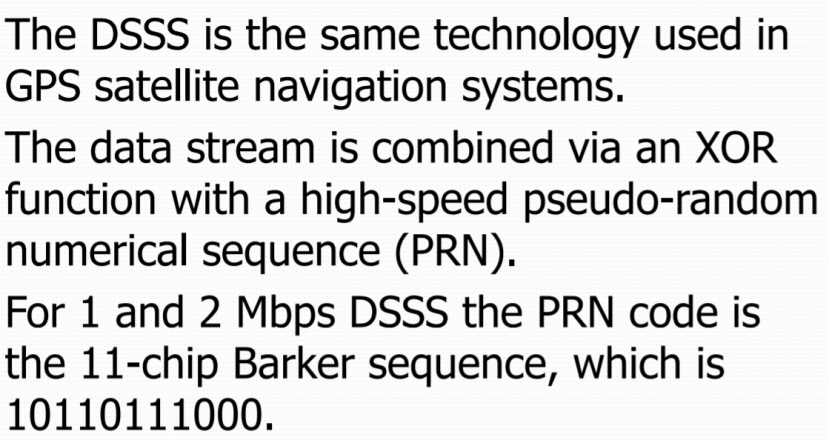 The DSSS is the same technology used in
GPS satellite navigation systems.
The data stream is combined via an XOR
function with a high-speed pseudo-random
numerical sequence (PRN).
For 1 and 2 Mbps DSSS the PRN code is
the 11-chip Barker sequence, which is
10110111000.